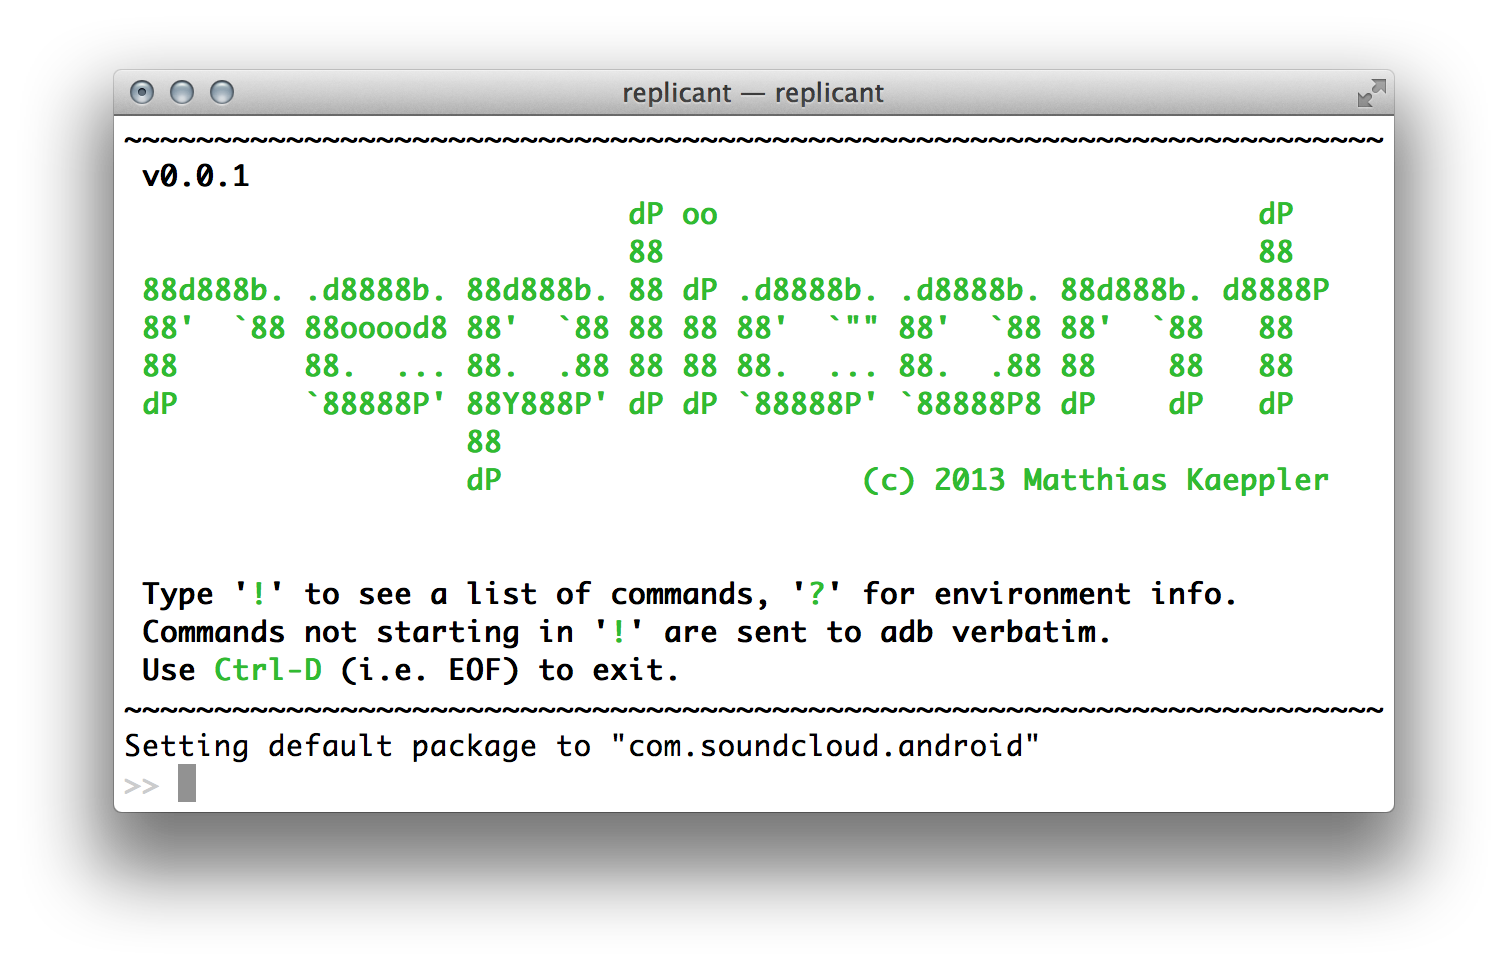 replicant — replicant
~~~~~~~~~~~~~~~~~~~~~~~~~~~~~~~~~~~~~~~~~~~~~~~~~~~~~~~~~~~~~~~~~~~~~~
 v0.0.1
                            dP oo                              dP
                            88                                 88
 88d888b. .d8888b. 88d888b. 88 dP .d8888b. .d8888b. 88d888b. d8888P
 88'  `88 88ooood8 88'  `88 88 88 88'  `"" 88'  `88 88'  `88   88
 88       88.  ... 88.  .88 88 88 88.  ... 88.  .88 88    88   88
 dP       `88888P' 88Y888P' dP dP `88888P' `88888P8 dP    dP   dP
                   88
                   dP                    (c) 2013 Matthias Kaeppler
 Type '!' to see a list of commands, '?' for environment info.
 Commands not starting in '!' are sent to adb verbatim.
 Use Ctrl-D (i.e. EOF) to exit.
~~~~~~~~~~~~~~~~~~~~~~~~~~~~~~~~~~~~~~~~~~~~~~~~~~~~~~~~~~~~~~~~~~~~~~
Setting default package to "com.soundcloud.android"
>>